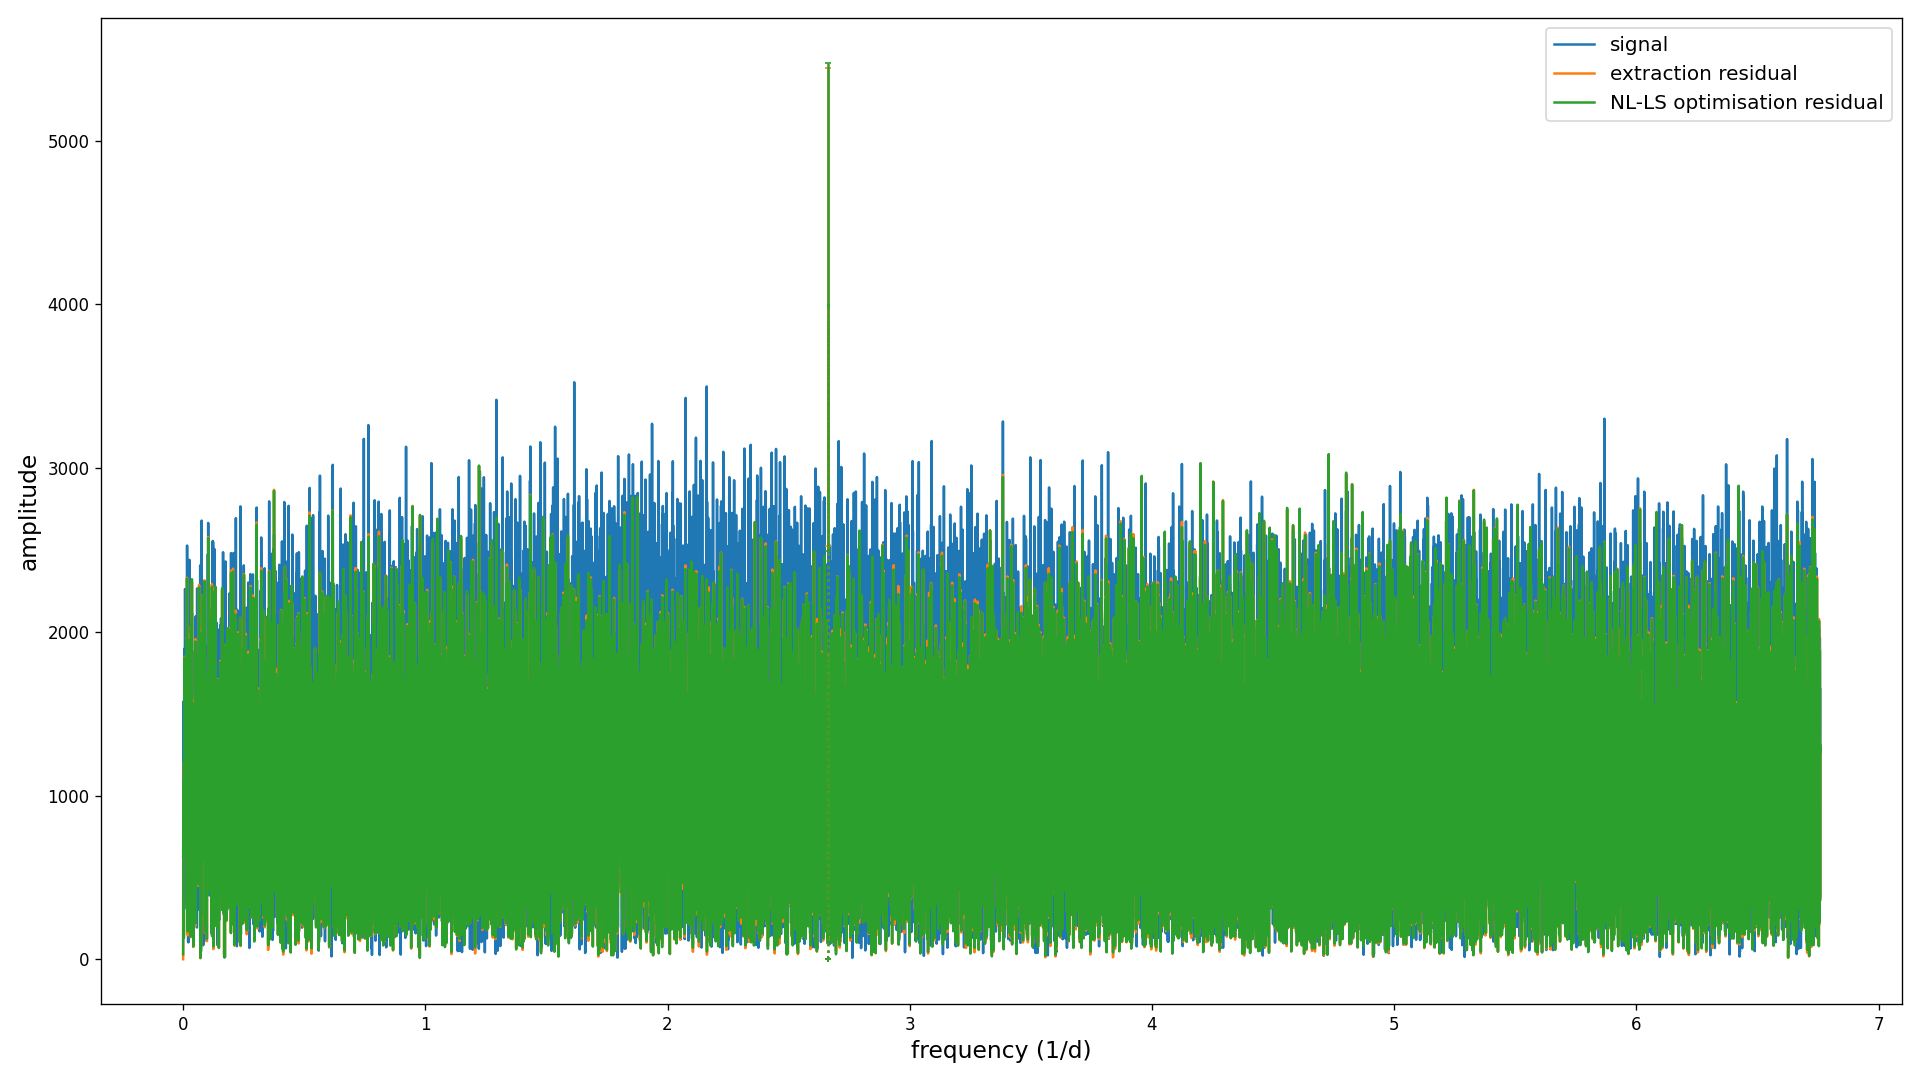 signal
extraction residual
NL-LS optimisation residual
5000
4000
3000
2000
1000
0
amplitude
0 1 2 3 4 5 6 7
frequency (1/d)